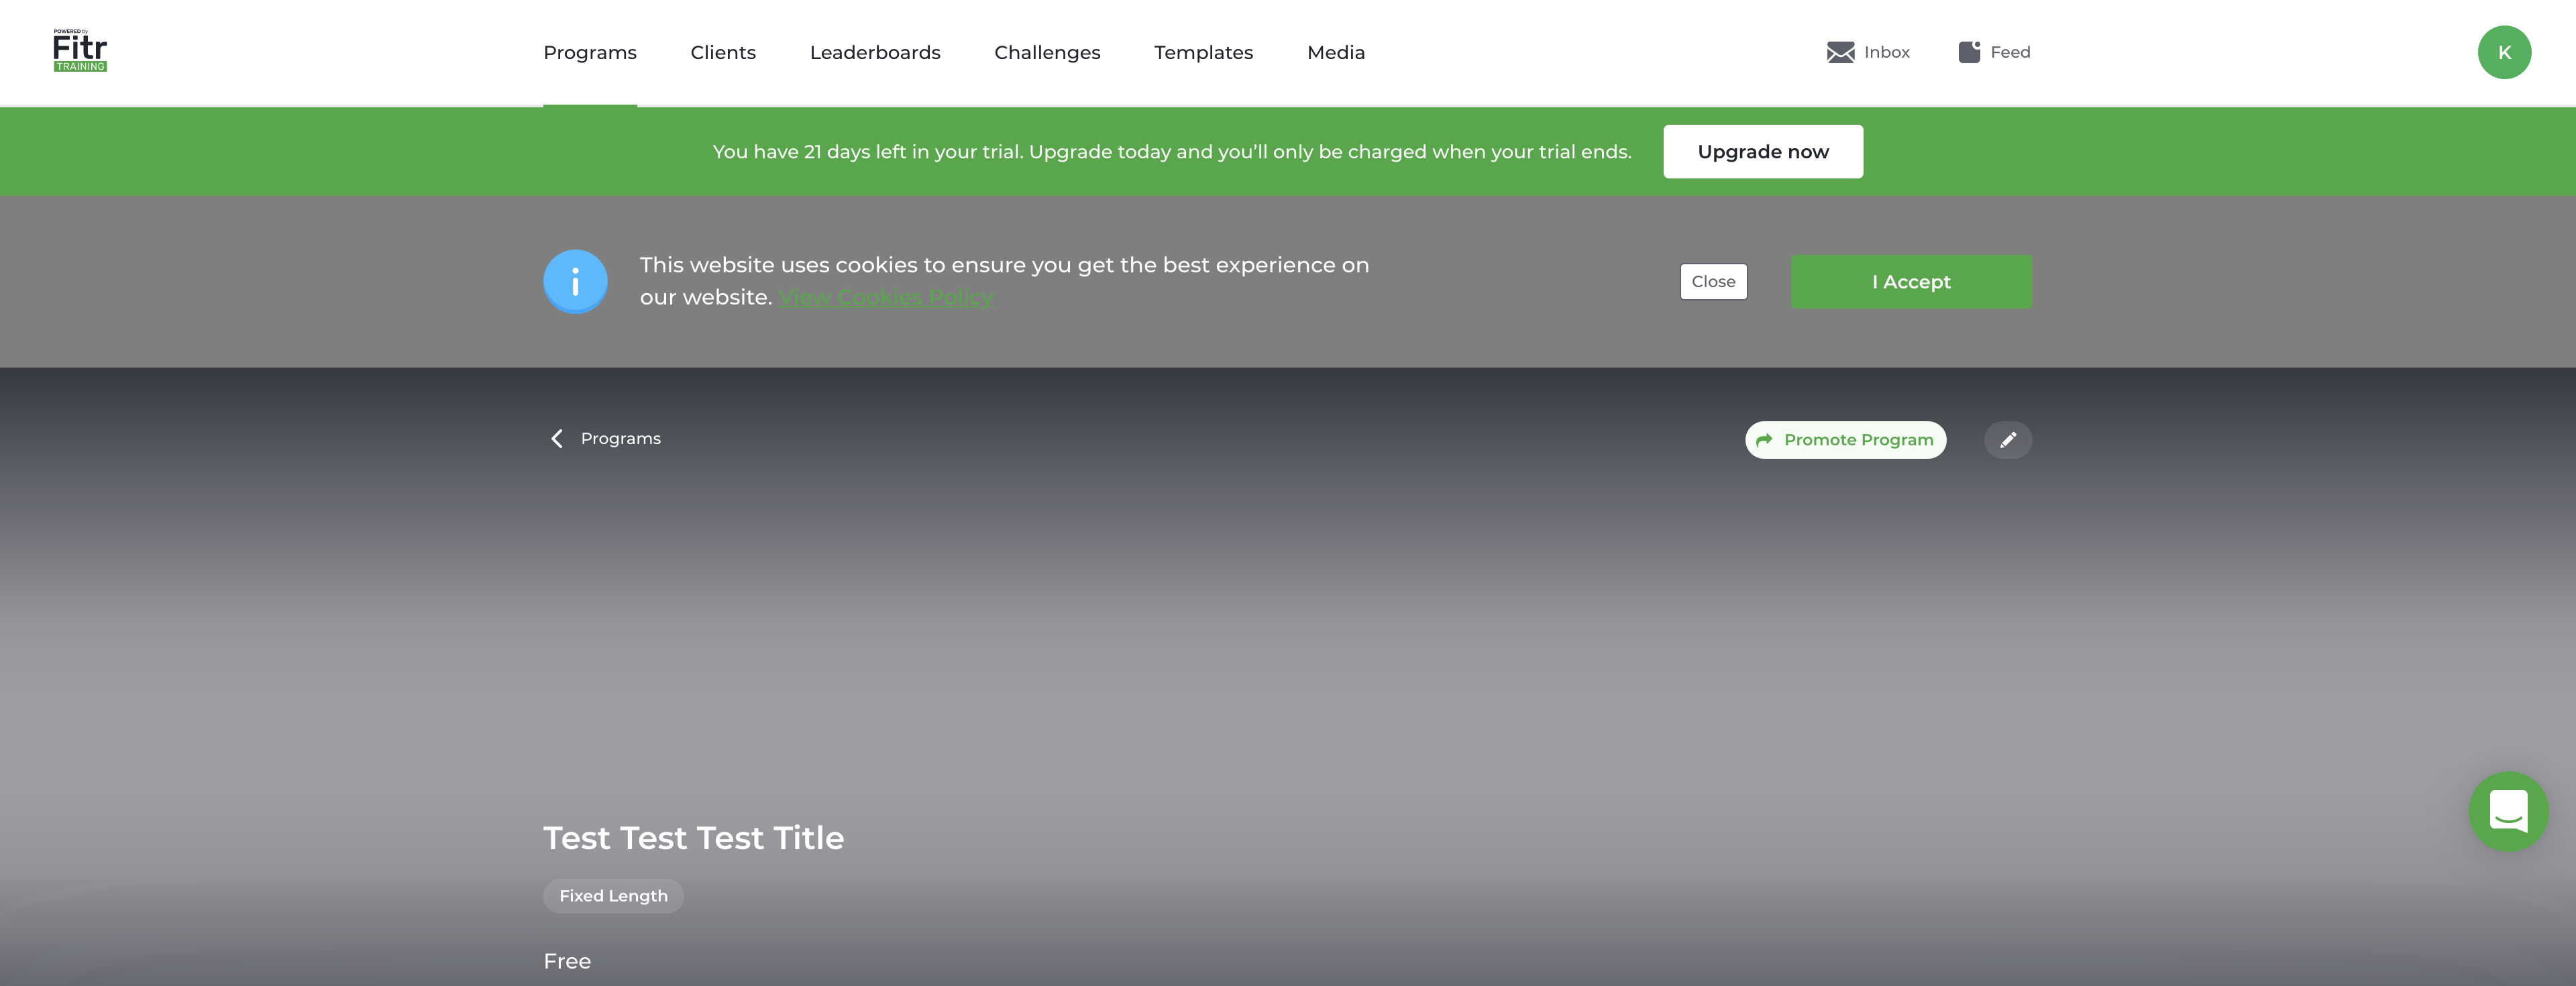 POWERED by
Fitr
TRAINING
Programs
Clients
Leaderboards
Challenges
Templates
Media
Inbox
Feed
K
You have 21 days left in your trial. Upgrade today and you’ll only be charged when your trial ends.
Upgrade now
This website uses cookies to ensure you get the best experience on
our website. View Cookies Policy
Close
I Accept
Programs
Promote Program
Test Test Test Title
Fixed Length
Free